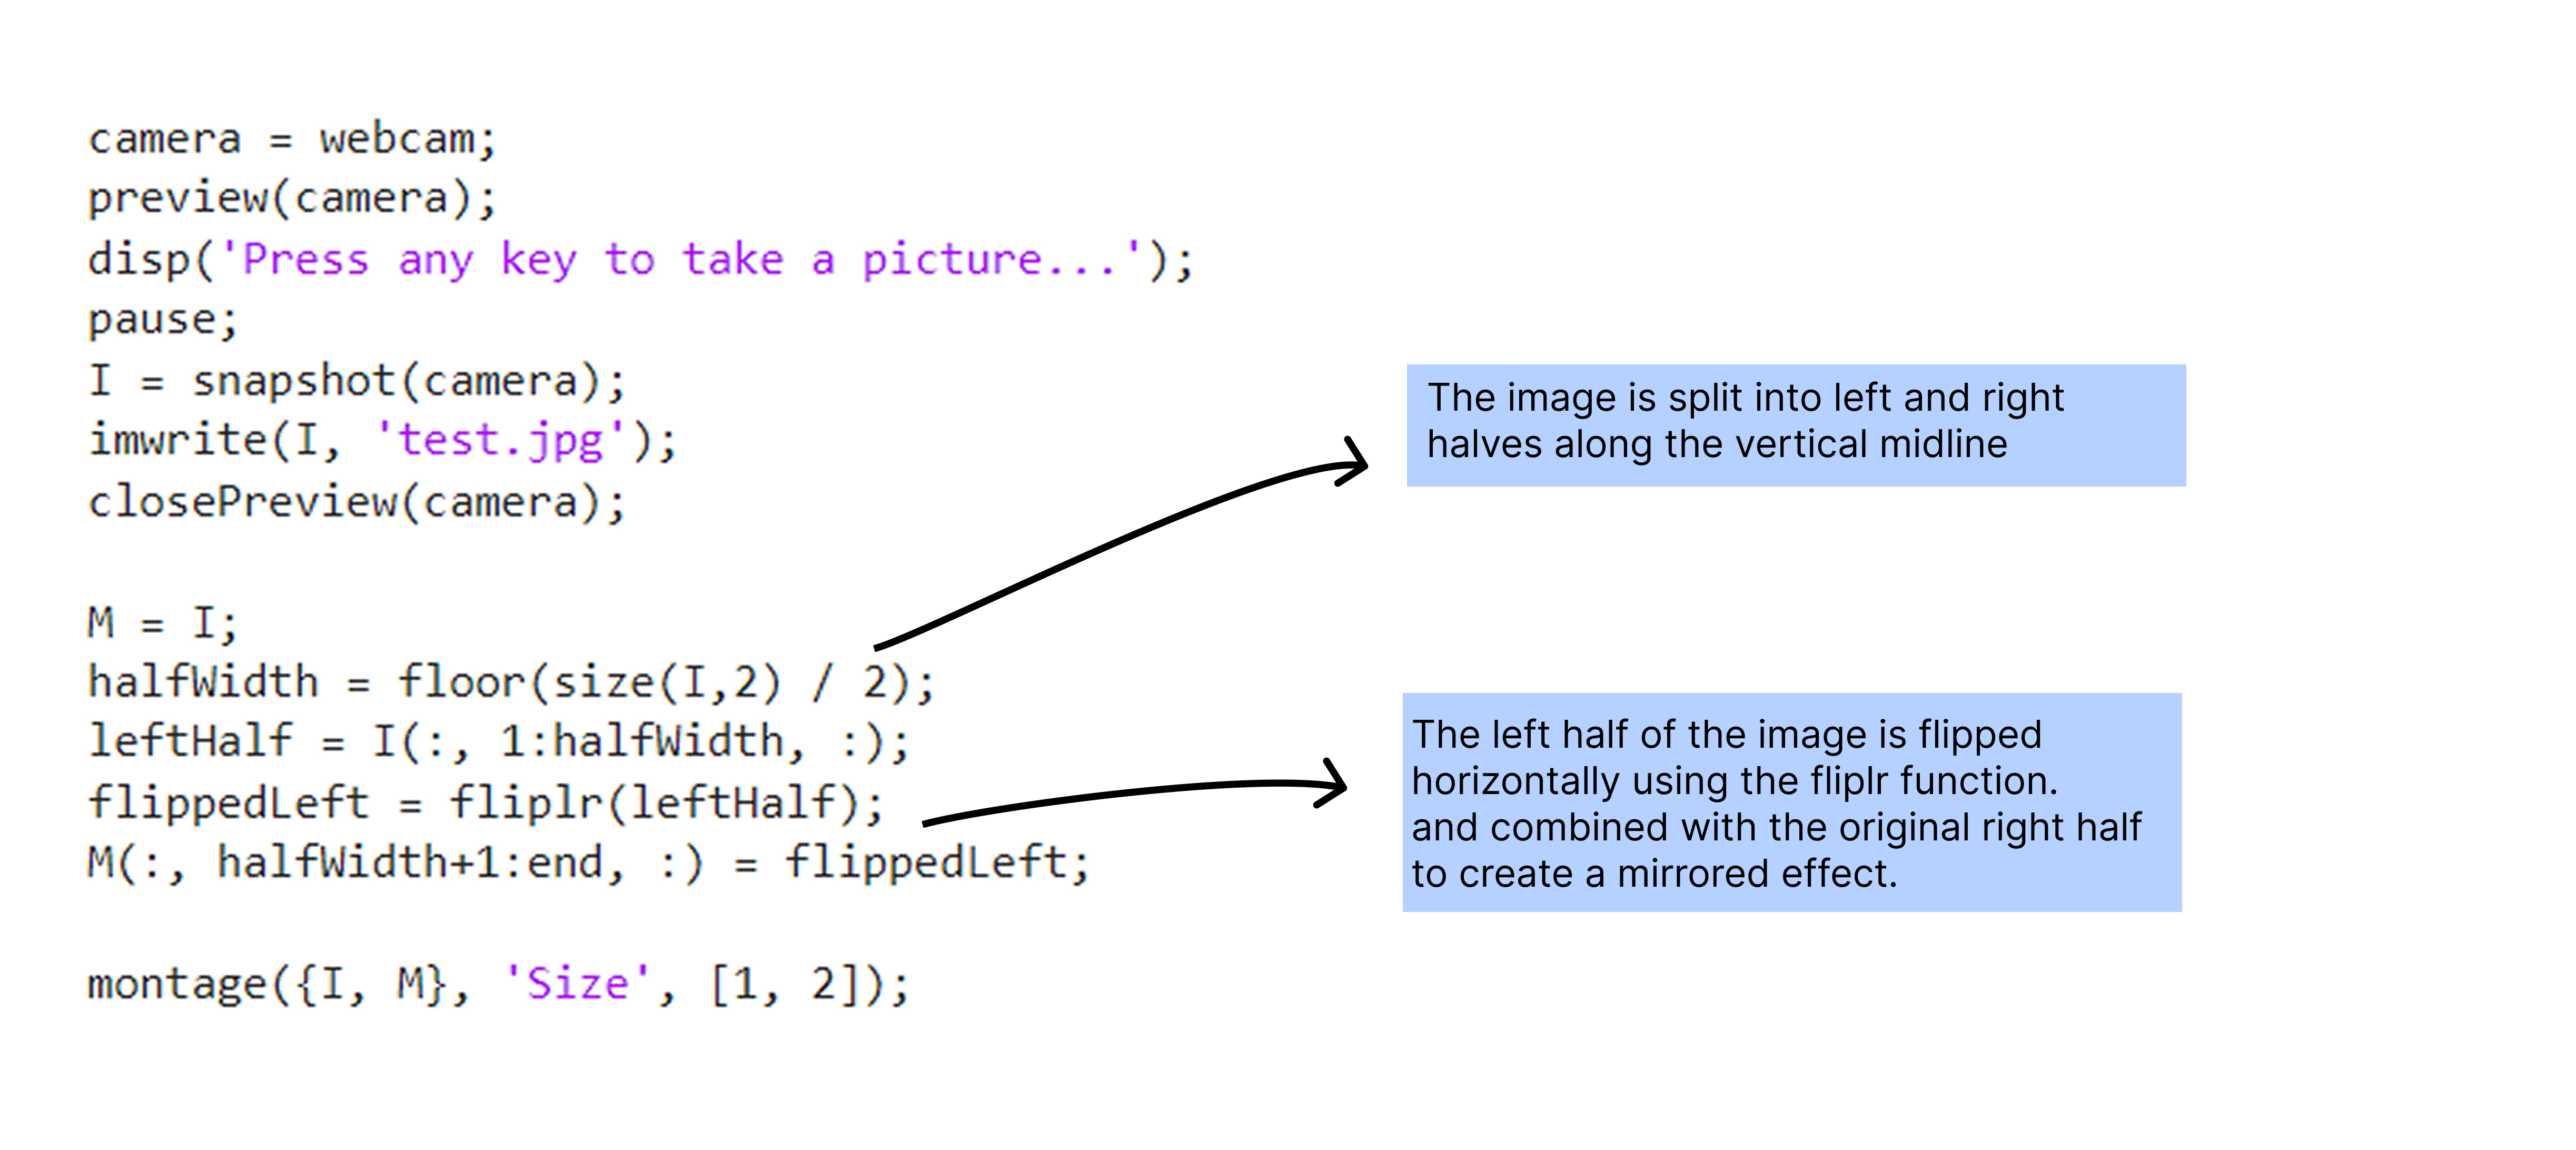 camera = webcam;
preview(camera);
disp('Press any key to take a picture...');
pause;
I = snapshot(camera);
imwrite(I, 'test.jpg');
closePreview(camera);
M = I;
halfWidth = floor(size(I,2) / 2);
leftHalf = I(:, 1:halfWidth, :);
flippedLeft = fliplr(leftHalf);
M(:, halfWidth+1:end, :) = flippedLeft;
montage({I, M}, 'Size', [1, 2]);
The image is split into left and right
halves along the vertical midline
The left half of the image is flipped
horizontally using the fliplr function.
and combined with the original right half
to create a mirrored effect.